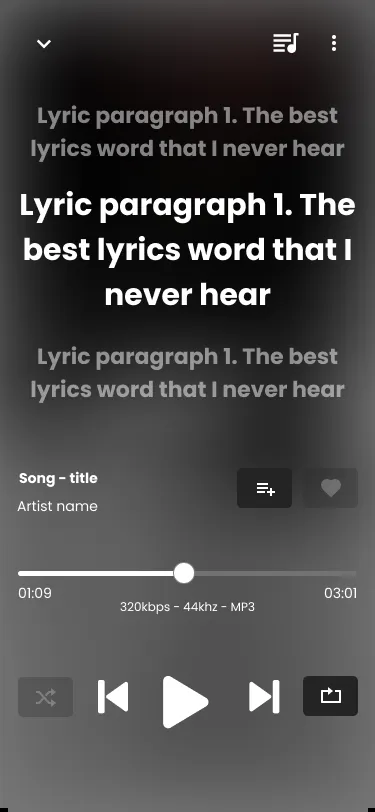 Lyric paragraph 1. The best
lyrics word that I never hear
Lyric paragraph 1. The
best lyrics word that I
never hear
Lyric paragraph 1. The best
lyrics word that I never hear
Song - title
Artist name
01:09
03:01
320kbps - 44khz - MP3